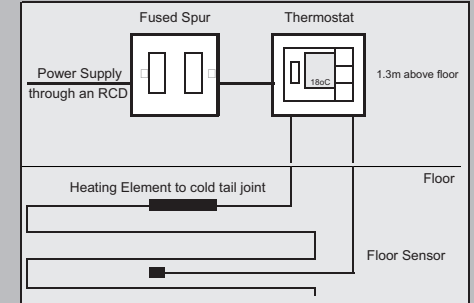 Fused Spur
Thermostat
Power Supply
through an RCD
18oC
1.3m above floor
Floor
Heating Element to cold tail joint
Floor Sensor